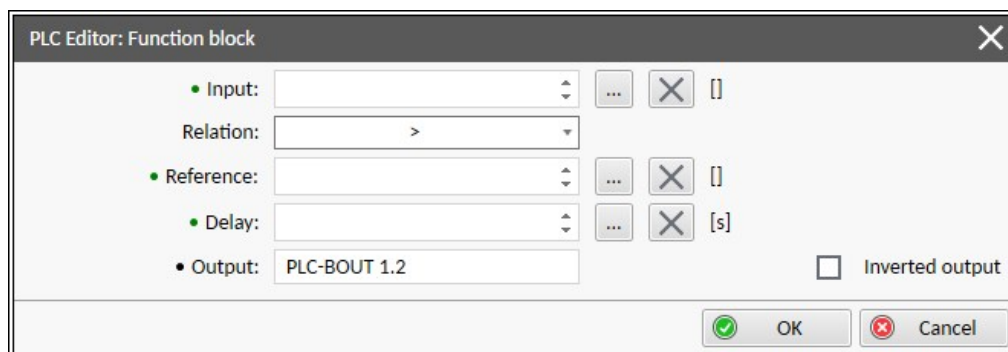 PLC Editor: Function block
• Input: ... []
Relation: >
• Reference: ... []
• Delay: ... [s]
• Output: PLC-BOUT 1.2 Inverted output
OK Cancel